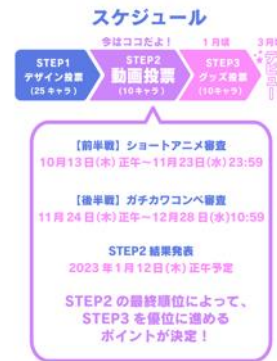 スケジュール
今はココだよ！
1月頃
3月頃
STEP1
デザイン投票
(25キャラ)
STEP2
動画投票
(10キャラ)
STEP3
グッズ投票
(10キャラ)
デビュー
【前半戦】ショートアニメ審査
10月13日(木)正午～11月23日(水)23:59
【後半戦】ガチカワコンペ審査
11月24日(木)正午～12月28日(水)10:59
STEP2 結果発表
2023年1月12日(木)正午予定
STEP2の最終順位によって、
STEP3を優位に進める
ポイントが決定！